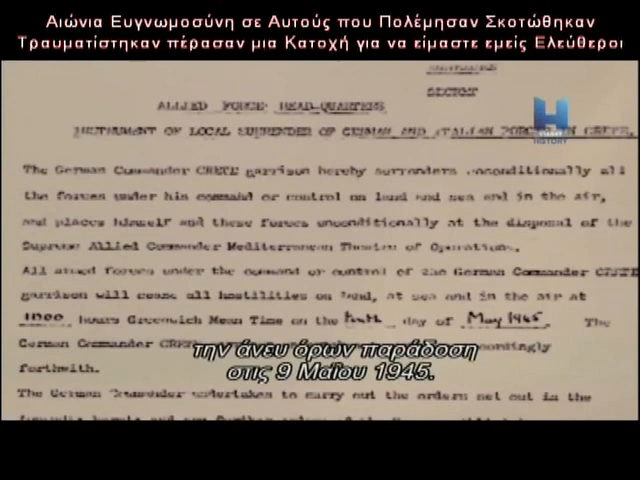 Αιώνια Ευγνωμοσύνη σε Αυτούς που Πολέμησαν Σκοτώθηκαν
Τραυματίστηκαν πέρασαν μια Κατοχή για να είμαστε εμείς Ελεύθεροι
SECRET
ALLIED FORCE HEAD-QUARTERS
HISTORY
INSTRUMENT OF LOCAL SURRENDER OF GERMAN AND ITALIAN FORCES IN CRETE.
The German Commander CRETE garrison hereby surrenders unconditionally all
the forces under his command or control on land and sea and in the air,
and places himself and these forces unconditionally at the disposal of the
Supreme Allied Commander Mediterranean Theatre of Operations.
All armed forces under the command or control of the German Commander CRETE
garrison will cease all hostilities on land, at sea and in the air at
1000 hours Greenwich Mean Time on the tenth day of May 1945. The
German Commander CRETE accordingly
την άνευ όρων παράδοση
forthwith.
στις 9 Μαΐου 1945.
The German Commander undertakes to carry out the orders set out in the